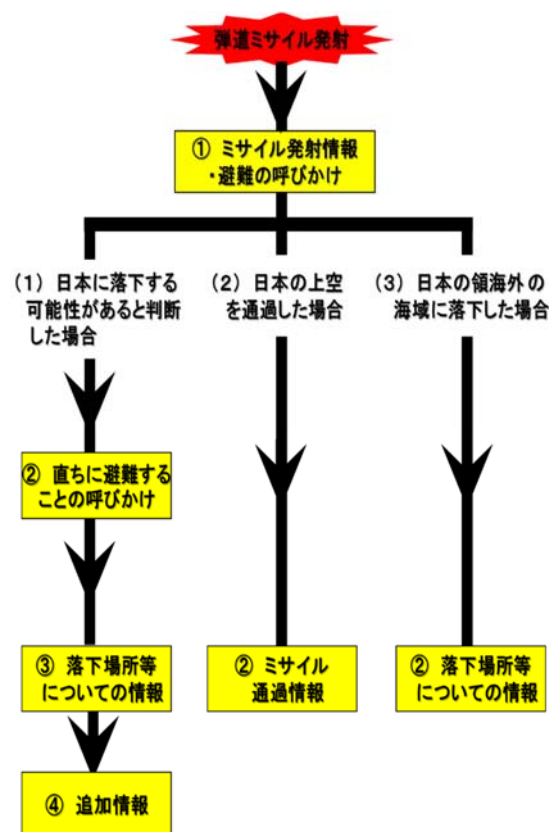 弾道ミサイル発射
① ミサイル発射情報
・避難の呼びかけ
(1) 日本に落下する
可能性があると判断
した場合
(2) 日本の上空
を通過した場合
(3) 日本の領海外の
海域に落下した場合
② 直ちに避難する
ことの呼びかけ
③ 落下場所等
についての情報
② ミサイル
通過情報
② 落下場所等
についての情報
④ 追加情報